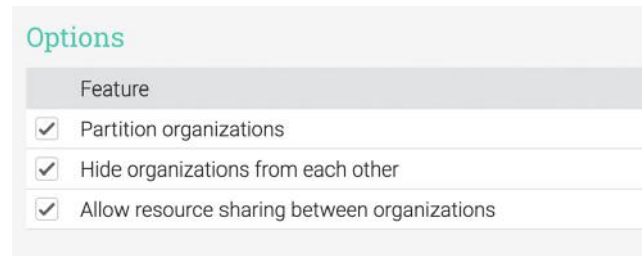 Options
Feature
Partition organizations
Hide organizations from each other
Allow resource sharing between organizations